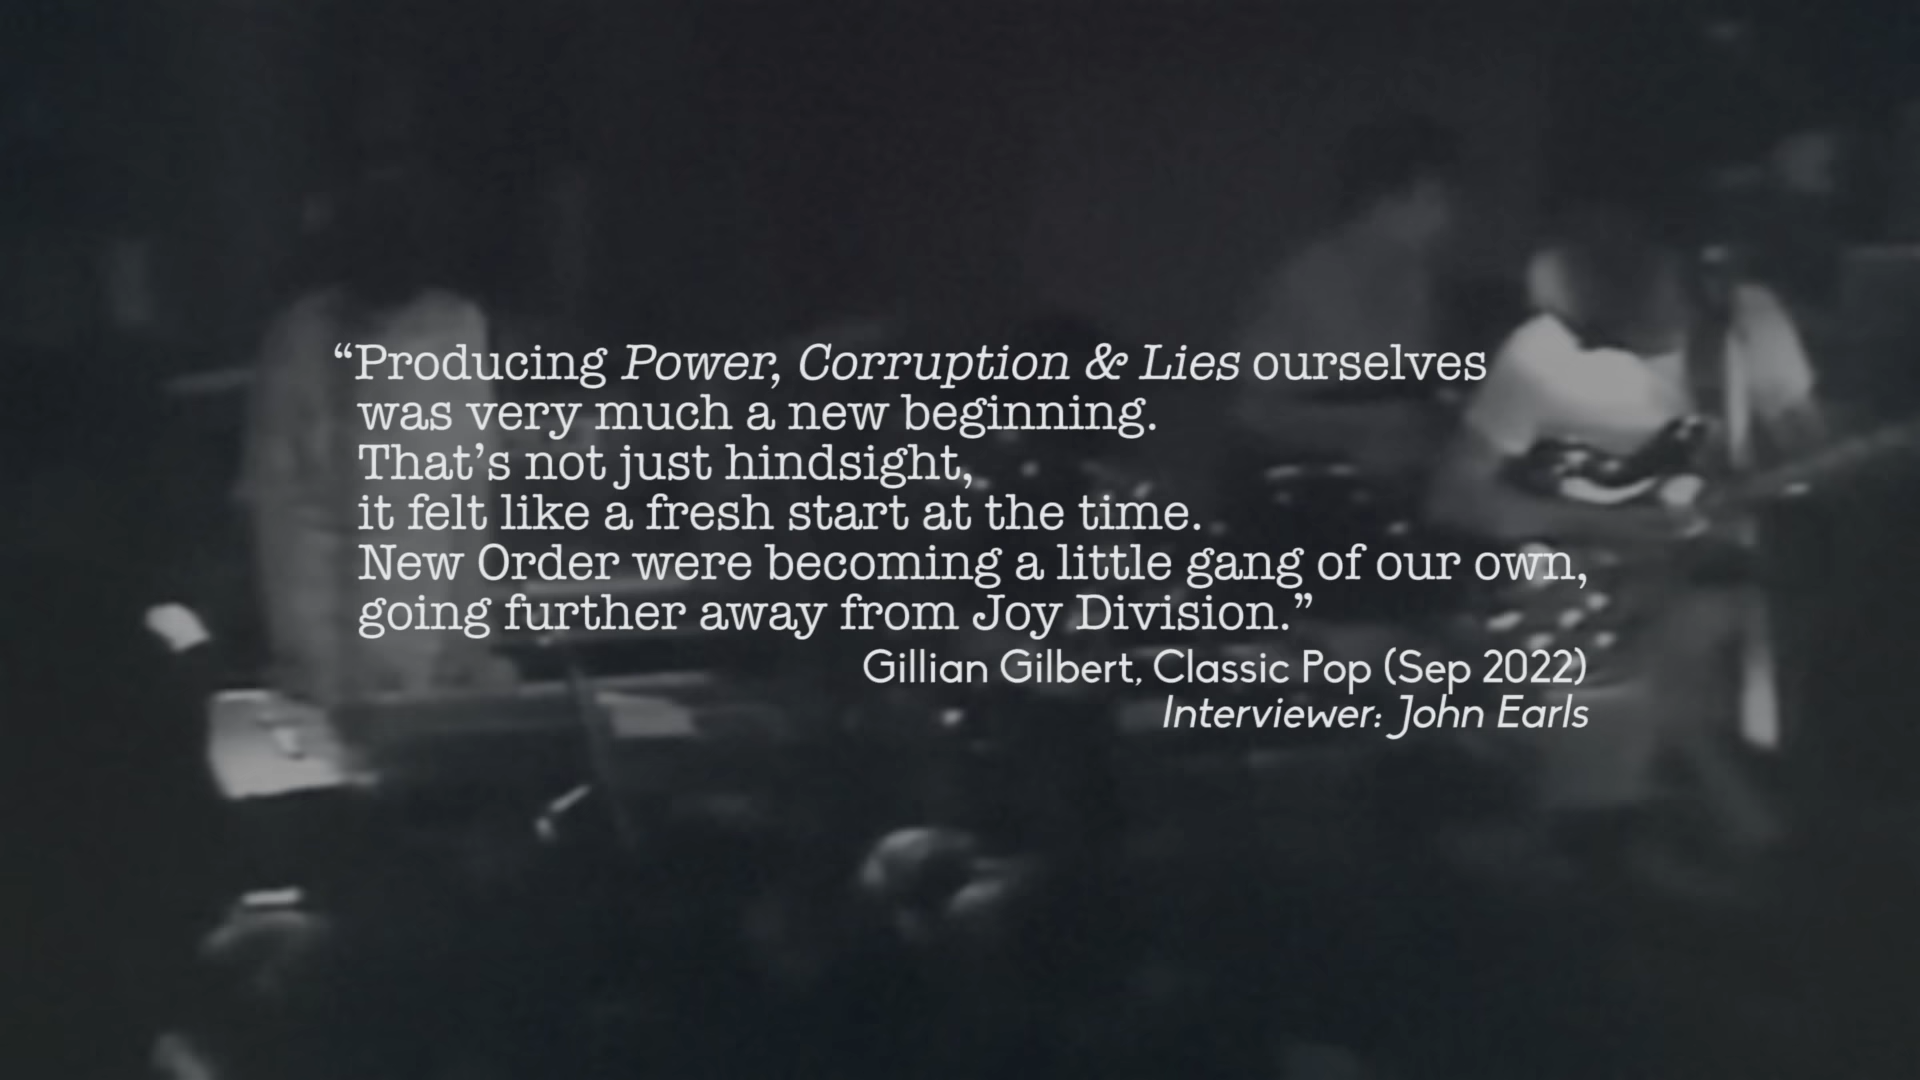 “Producing Power, Corruption & Lies ourselves
was very much a new beginning.
That’s not just hindsight,
it felt like a fresh start at the time.
New Order were becoming a little gang of our own,
going further away from Joy Division.”
Gillian Gilbert, Classic Pop (Sep 2022)
Interviewer: John Earls